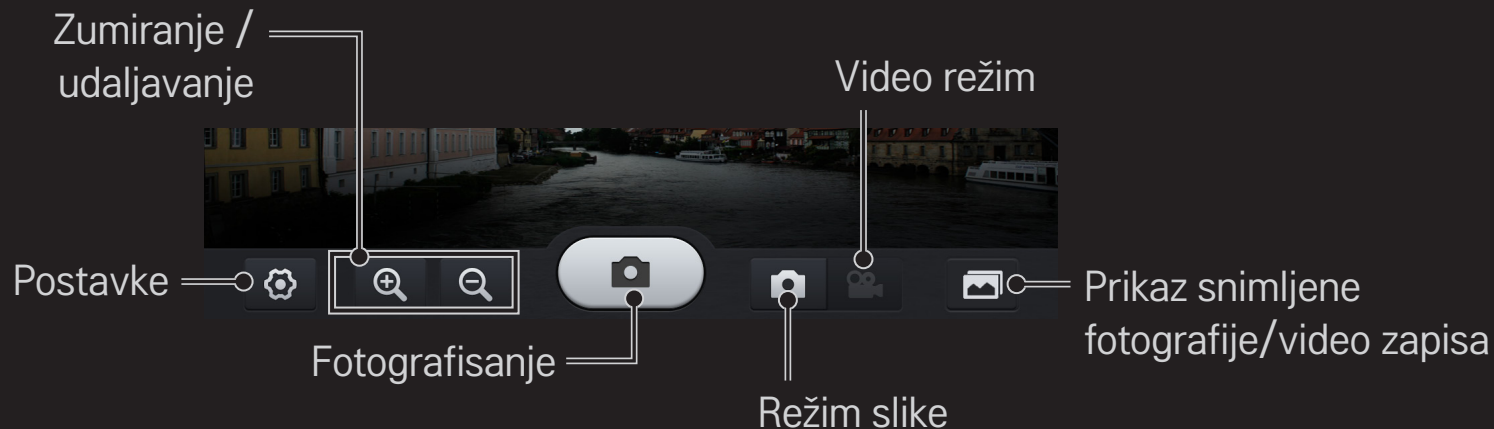 Zumiranje /
udaljavanje
Video režim
Postavke
Prikaz snimljene
fotografije/video zapisa
Fotografisanje
Režim slike